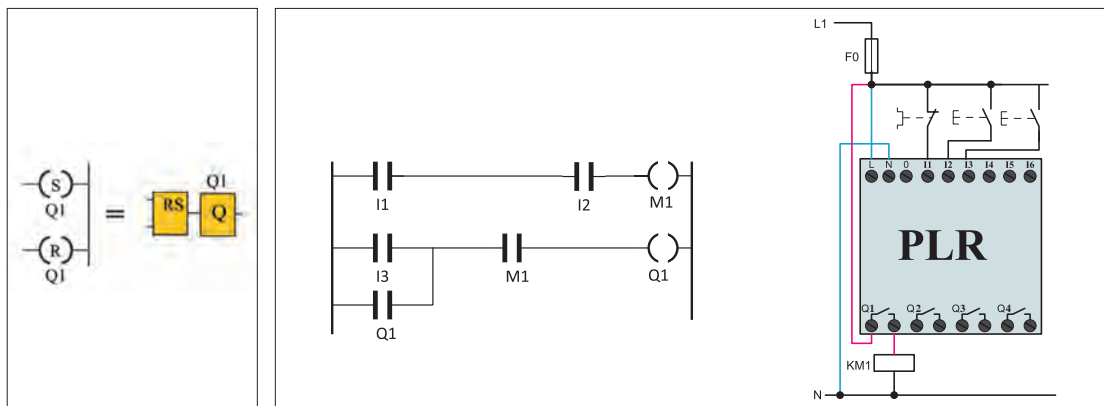 S
Q1
R
Q1
=
Q1
RS
Q
I1
I2
M1
I3
M1
Q1
Q1
L1
F0
L N 0 I1 I2 I3 I4 I5 I6
PLR
Q1 Q2 Q3 Q4
KM1
N